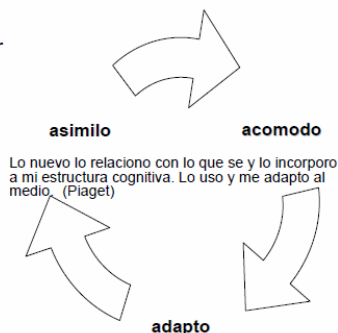 asimilo acomodo
Lo nuevo lo relaciono con lo que se y lo incorporo
a mi estructura cognitiva. Lo uso y me adapto al
medio. (Piaget)
adapto